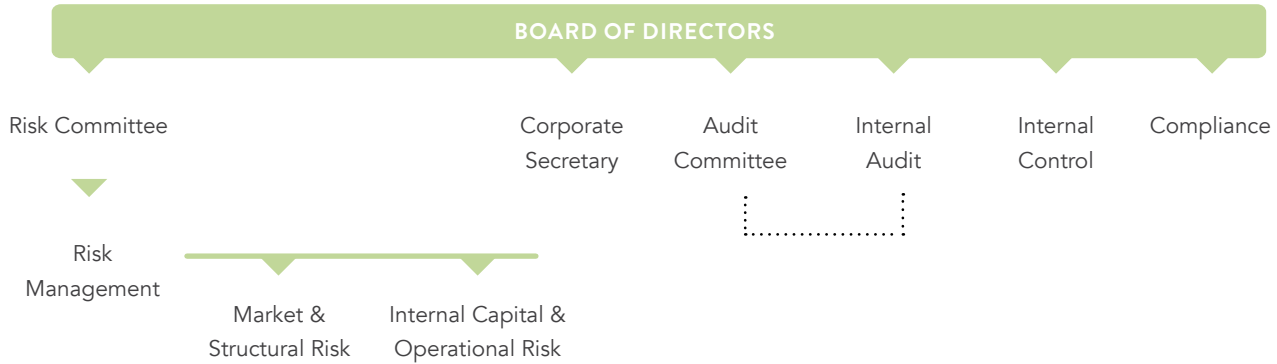 BOARD OF DIRECTORS
Risk Committee
Corporate
Secretary
Audit
Committee
Internal
Audit
Internal
Control
Compliance
Risk
Management
Market &
Structural Risk
Internal Capital &
Operational Risk